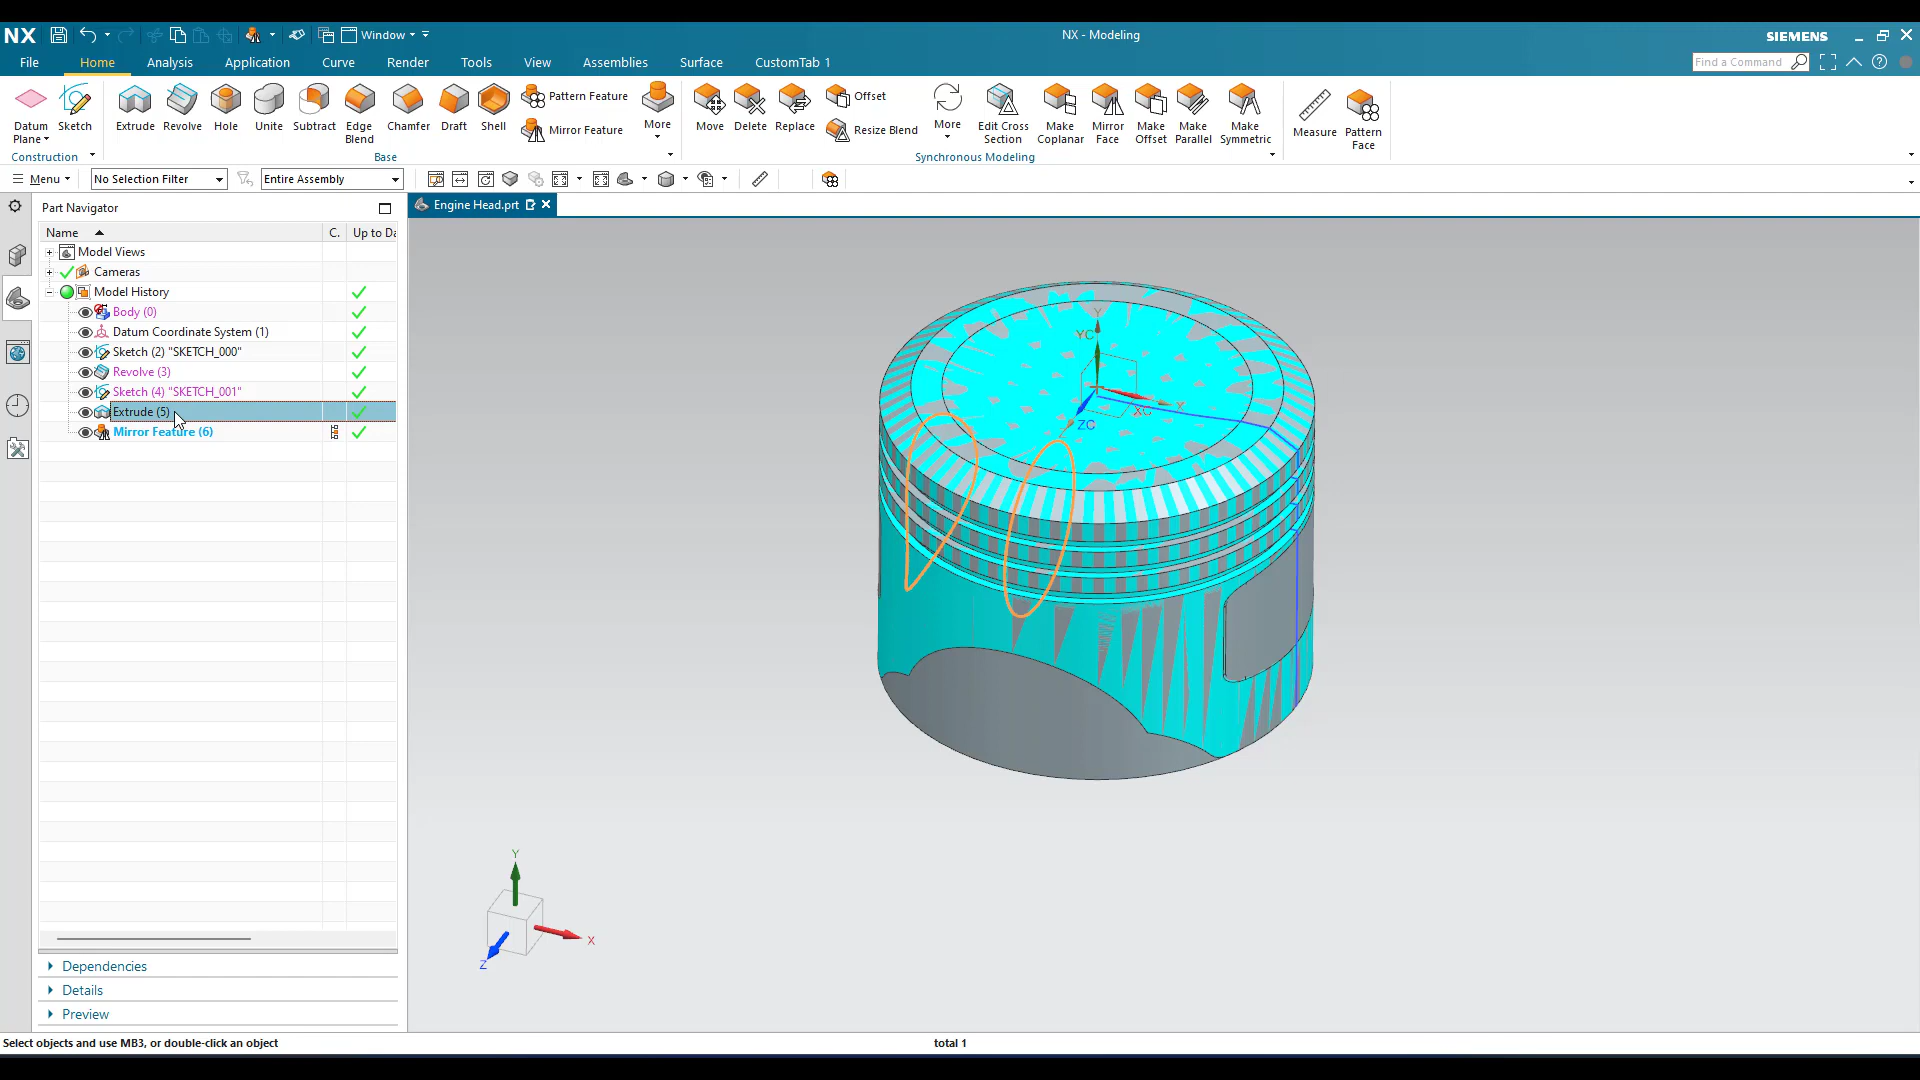 NX Window NX - Modeling SIEMENS
File Home Analysis Application Curve Render Tools View Assemblies Surface CustomTab 1 Find a Command
Datum Plane Sketch Extrude Revolve Hole Unite Subtract Edge Blend Chamfer Draft Shell Pattern Feature Mirror Feature More Move Delete Replace Offset Resize Blend More Edit Cross Section Make Coplanar Mirror Face Make Offset Make Parallel Make Symmetric Measure Pattern Face
Construction Base Synchronous Modeling
Menu No Selection Filter Entire Assembly
Part Navigator Engine Head.prt
Name C. Up to Da
Model Views
Cameras
Model History
Body (0)
Datum Coordinate System (1)
Sketch (2) "SKETCH_000"
Revolve (3)
Sketch (4) "SKETCH_001"
Extrude (5)
Mirror Feature (6)
Y
YC
X
XC
ZC
Y
X
Z
Dependencies
Details
Preview
Select objects and use MB3, or double-click an object total 1